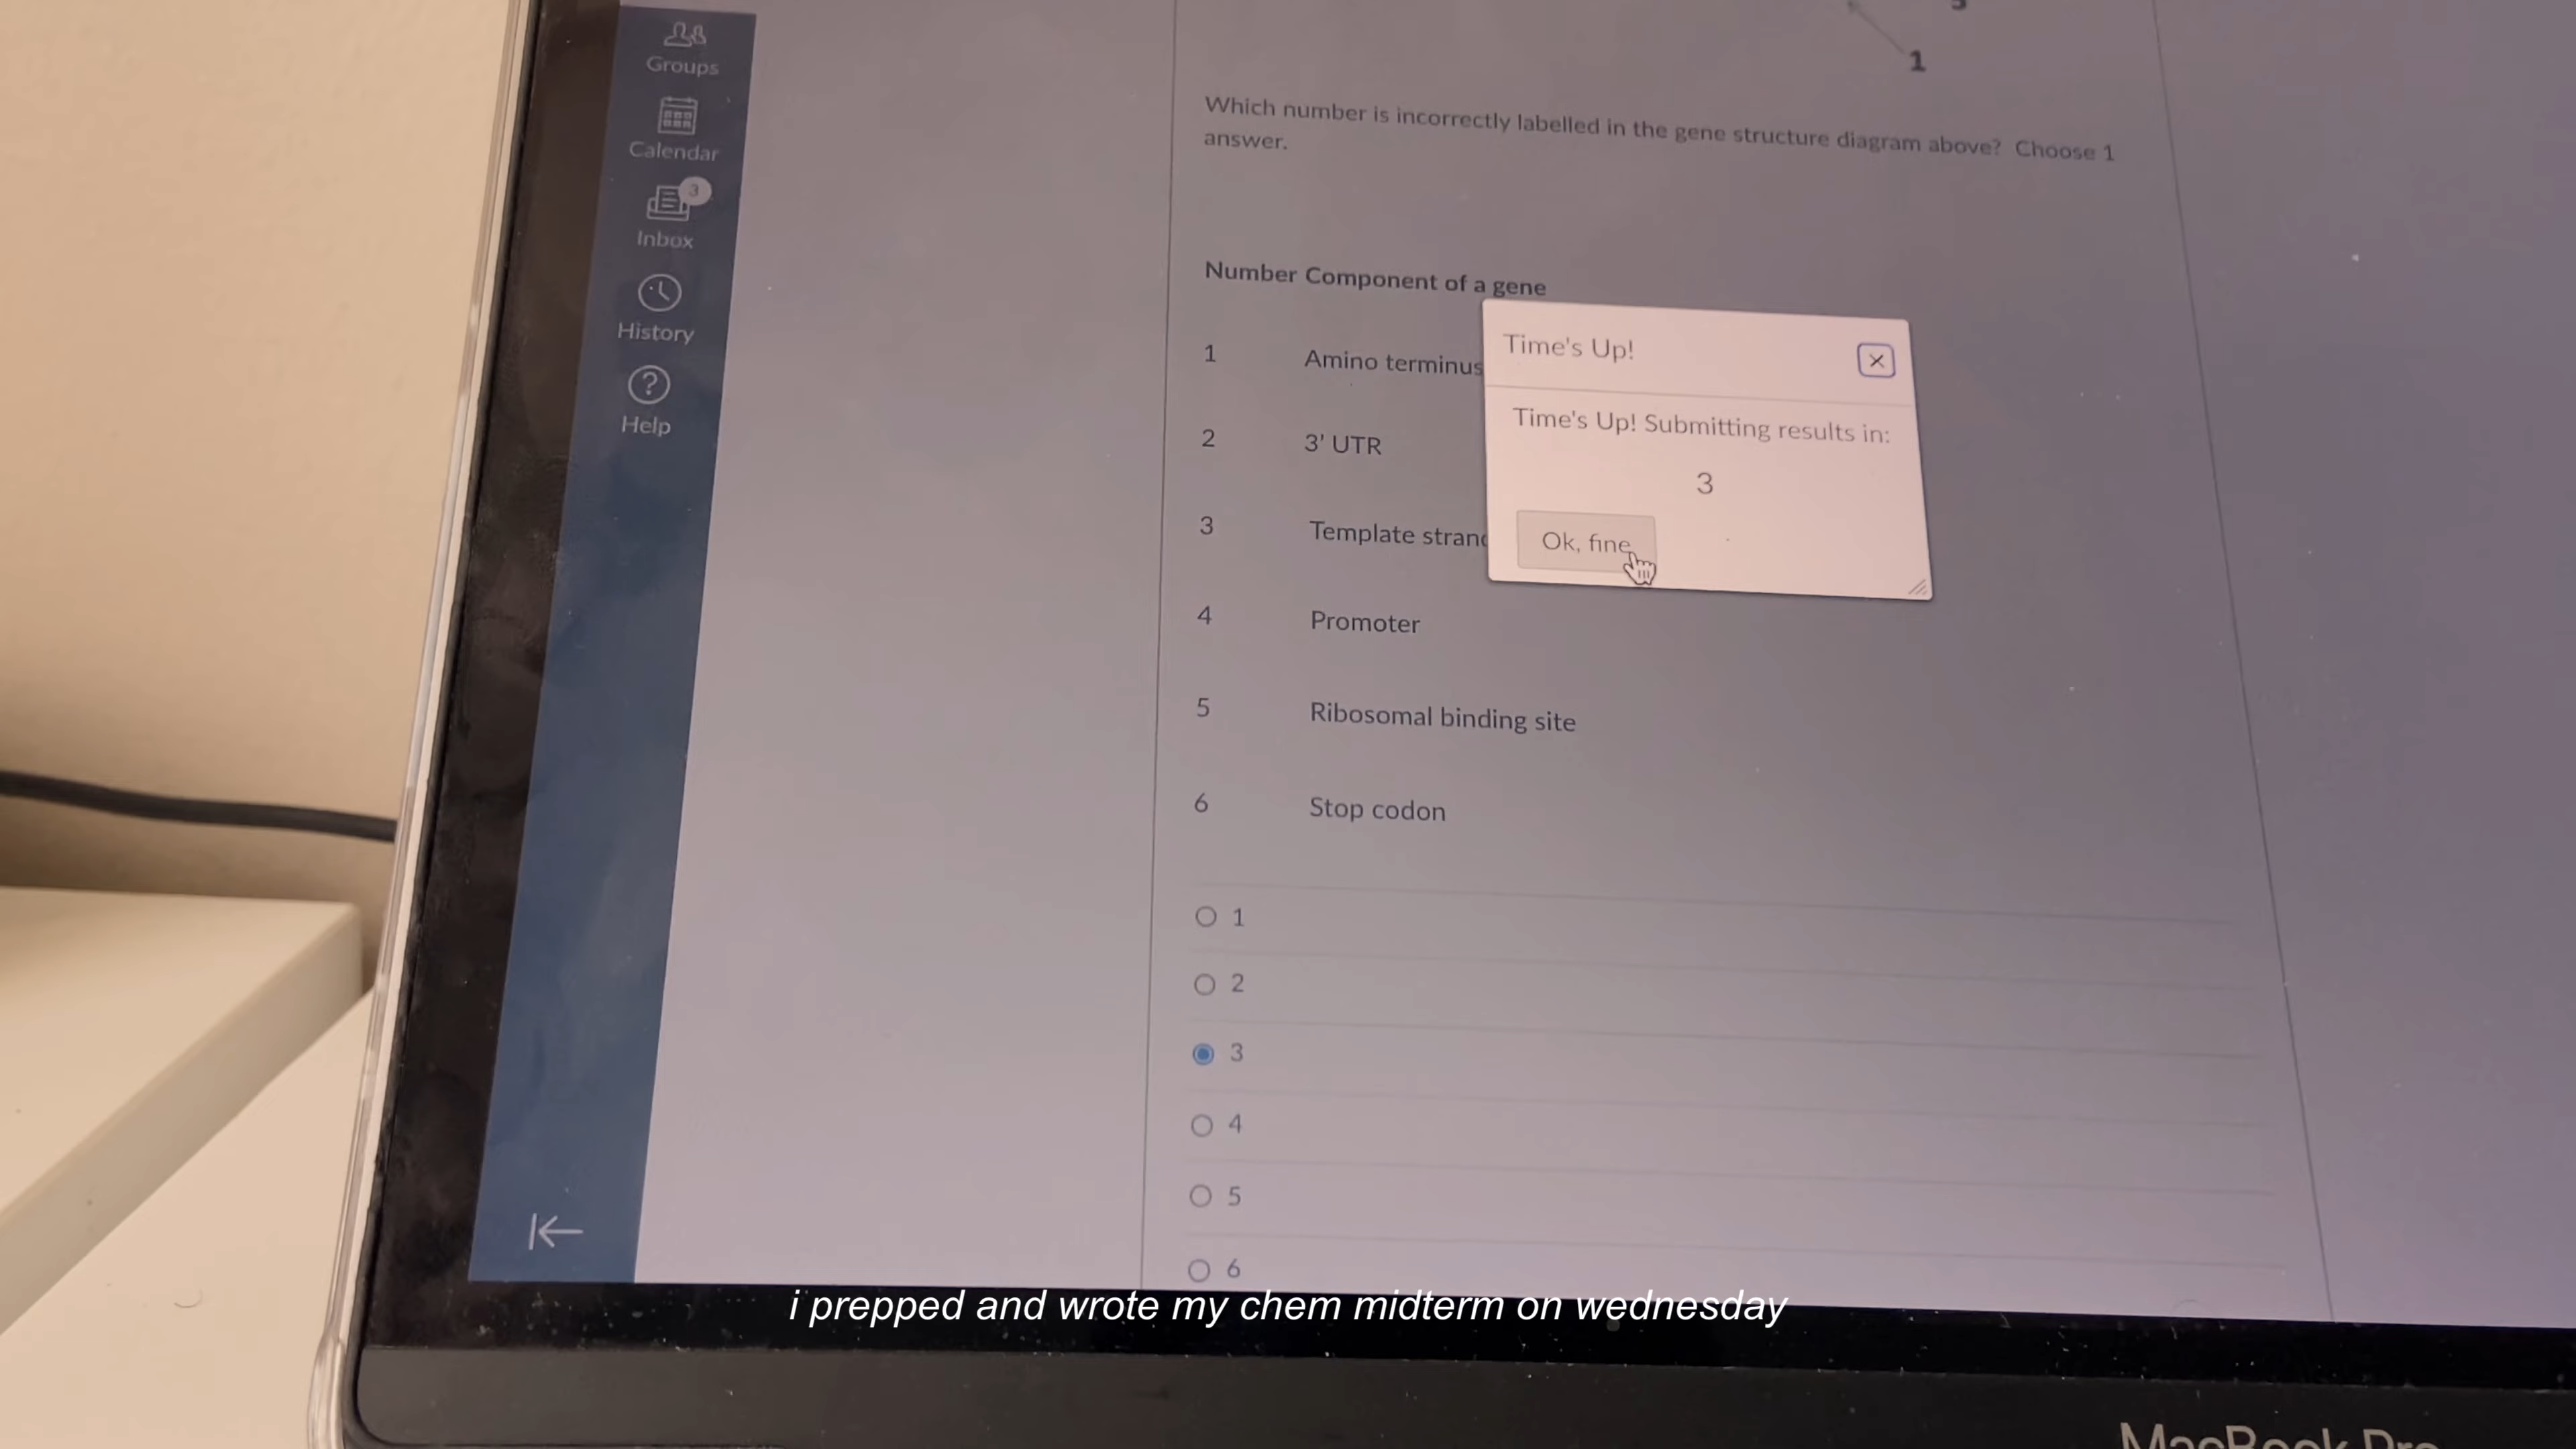 Groups
Calendar
3
Inbox
History
Help
1
Which number is incorrectly labelled in the gene structure diagram above? Choose 1
answer.
Number Component of a gene
1 Amino terminus
2 3' UTR
3 Template
4 Promoter
5 Ribosomal binding site
6 Stop codon
Time's Up!
Time's Up! Submitting results in:
3
Ok, fine
1
2
3
4
5
6
i prepped and wrote my chem midterm on wednesday
MacBook